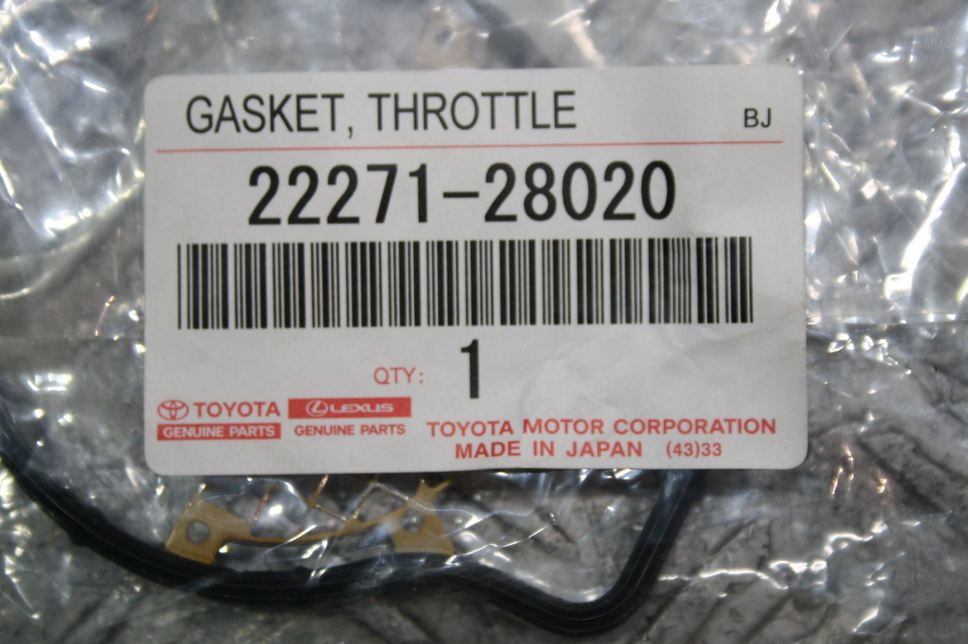 GASKET, THROTTLE BJ
22271-28020
QTY: 1
TOYOTA LEXUS
GENUINE PARTS GENUINE PARTS
TOYOTA MOTOR CORPORATION
MADE IN JAPAN (43)33